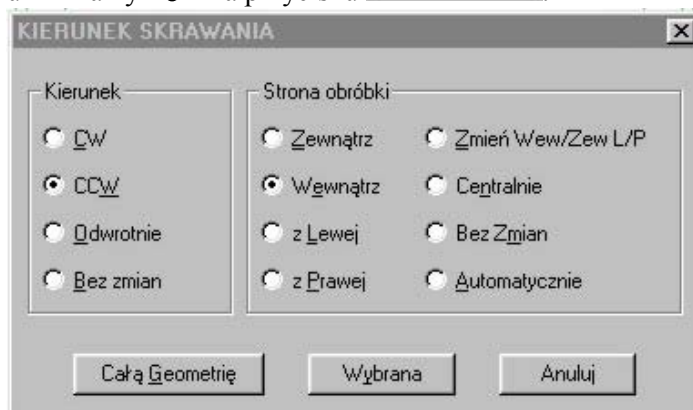 KIERUNEK SKRAWANIA
Kierunek
CW
CCW
Odwrotnie
Bez zmian
Strona obróbki
Zewnątrz
Wewnątrz
z Lewej
z Prawej
Zmień Wew/Zew L/P
Centralnie
Bez Zmian
Automatycznie
Całą Geometrię
Wybrana
Anuluj